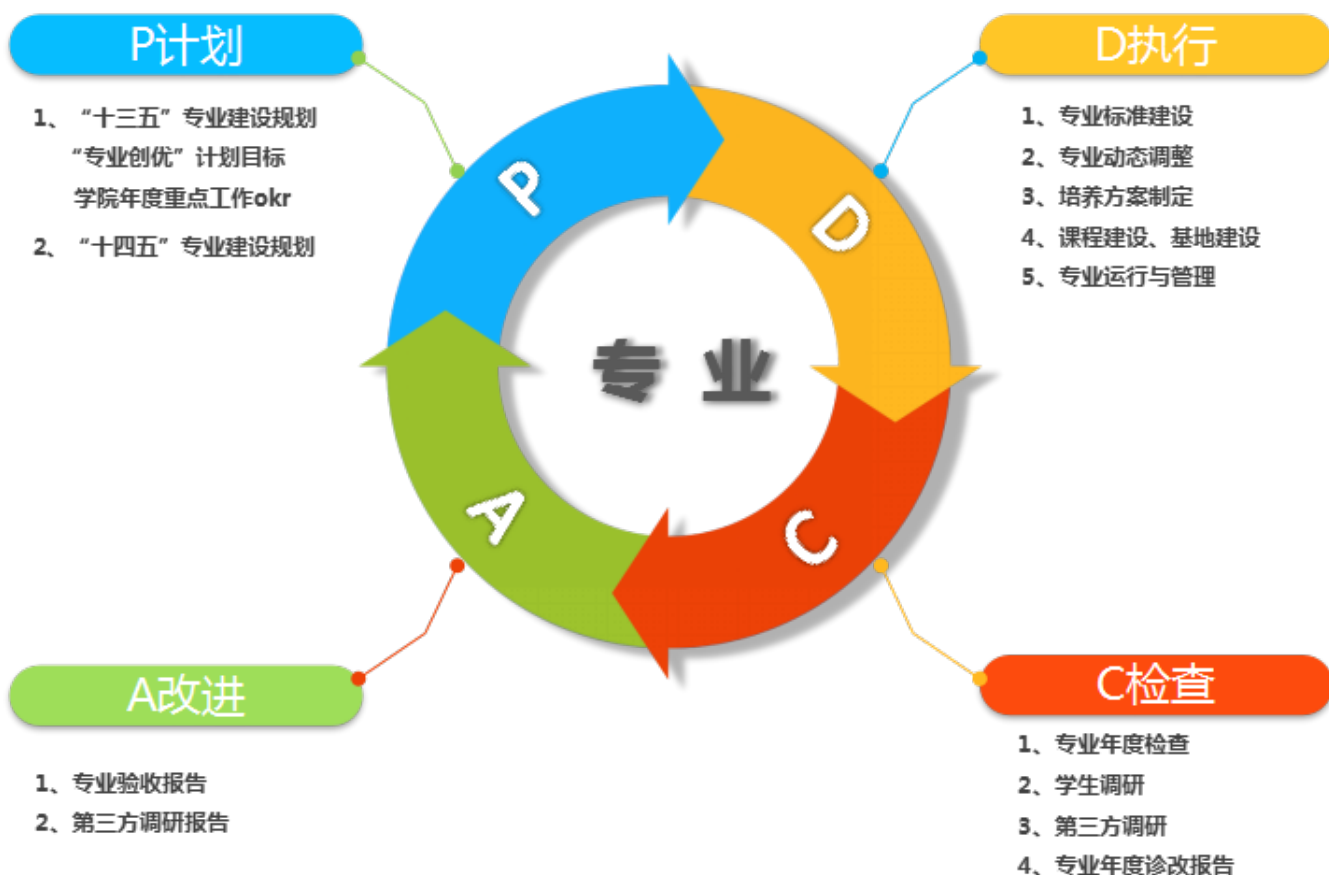 P计划
1、“十三五”专业建设规划
“专业创优”计划目标
学院年度重点工作okr
2、“十四五”专业建设规划
D执行
1、专业标准建设
2、专业动态调整
3、培养方案制定
4、课程建设、基地建设
5、专业运行与管理
P
D
专业
A
C
A改进
1、专业验收报告
2、第三方调研报告
C检查
1、专业年度检查
2、学生调研
3、第三方调研
4、专业年度诊改报告